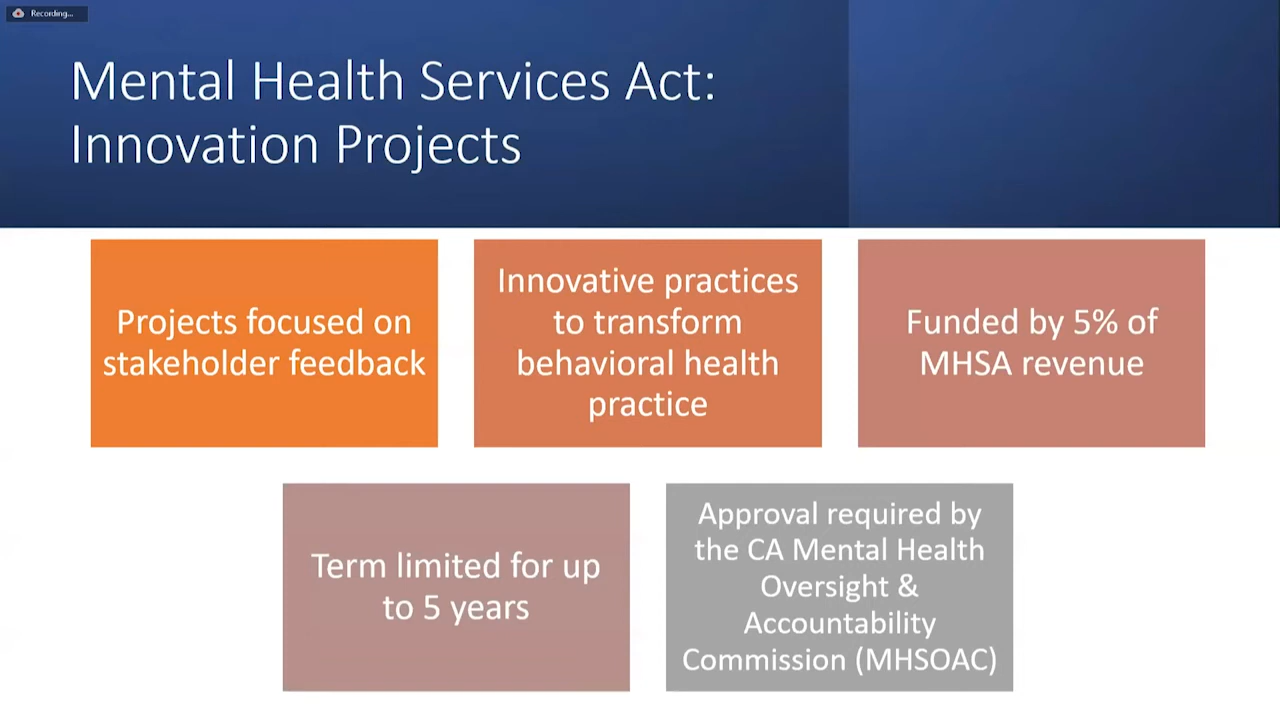 Recording...
Mental Health Services Act:
Innovation Projects
Projects focused on
stakeholder feedback
Innovative practices
to transform
behavioral health
practice
Funded by 5% of
MHSA revenue
Term limited for up
to 5 years
Approval required by
the CA Mental Health
Oversight &
Accountability
Commission (MHSOAC)